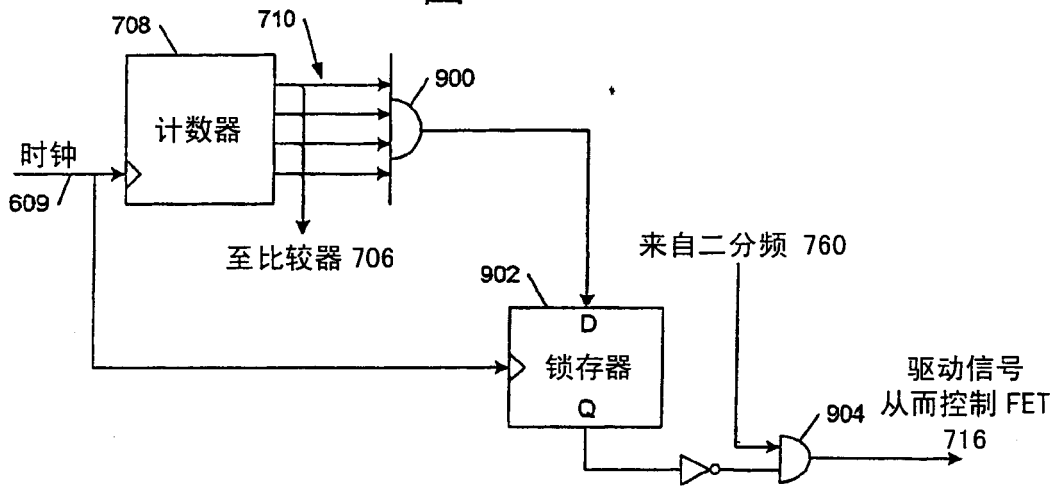 708
710
900
计数器
时钟
609
至比较器 706
来自二分频 760
902
D
锁存器
Q
驱动信号
904
从而控制 FET
716